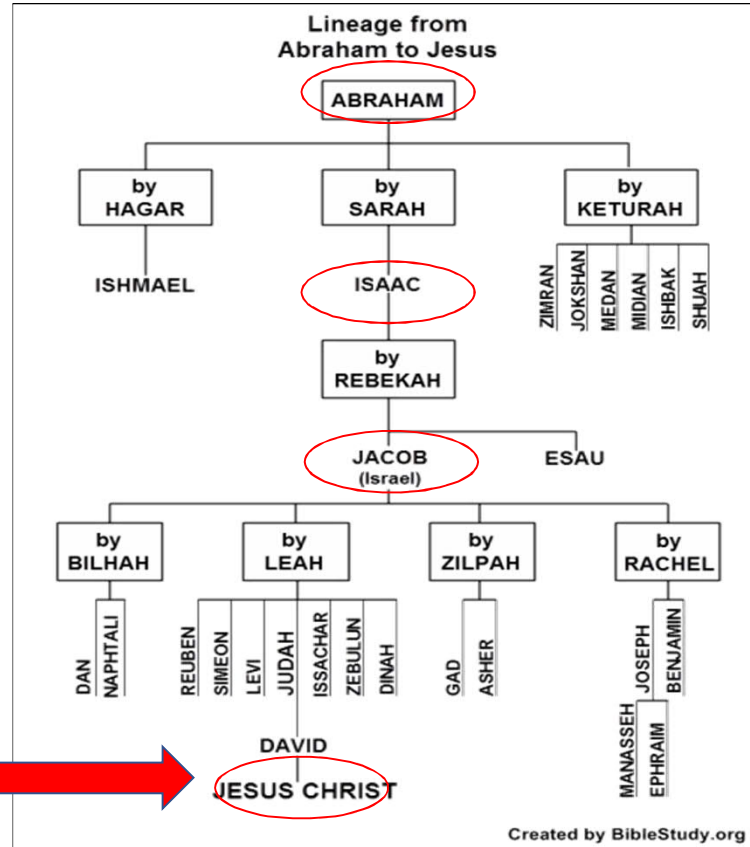 Lineage from
Abraham to Jesus
ABRAHAM
by
HAGAR
by
SARAH
by
KETURAH
ISHMAEL
ISAAC
ZIMRAN
JOKSHAN
MEDAN
MIDIAN
ISHBAK
SHUAH
by
REBEKAH
JACOB
(Israel)
ESAU
by
BILHAH
by
LEAH
by
ZILPAH
by
RACHEL
DAN
NAPHTALI
REUBEN
SIMEON
LEVI
JUDAH
ISSACHAR
ZEBULUN
DINAH
GAD
ASHER
JOSEPH
BENJAMIN
MANASSEH
EPHRAIM
DAVID
JESUS CHRIST
Created by BibleStudy.org